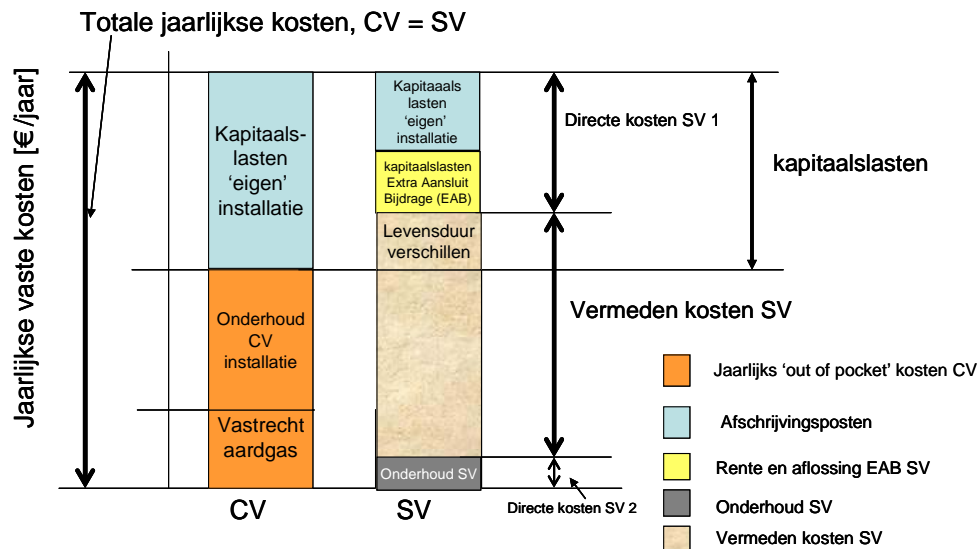 Totale jaarlijkse kosten, CV = SV
Jaarlijkse vaste kosten [€/jaar]
Kapitaals-
lasten
‘eigen’
installatie
Onderhoud
CV
installatie
Vastrecht
aardgas
CV
Kapitaaals
lasten
‘eigen’
installatie
kapitaalslasten
Extra Aansluit
Bijdrage (EAB)
Levensduur
verschillen
Onderhoud SV
SV
Directe kosten SV 1
kapitaalslasten
Vermeden kosten SV
Directe kosten SV 2
Jaarlijks ‘out of pocket’ kosten CV
Afschrijvingsposten
Rente en aflossing EAB SV
Onderhoud SV
Vermeden kosten SV